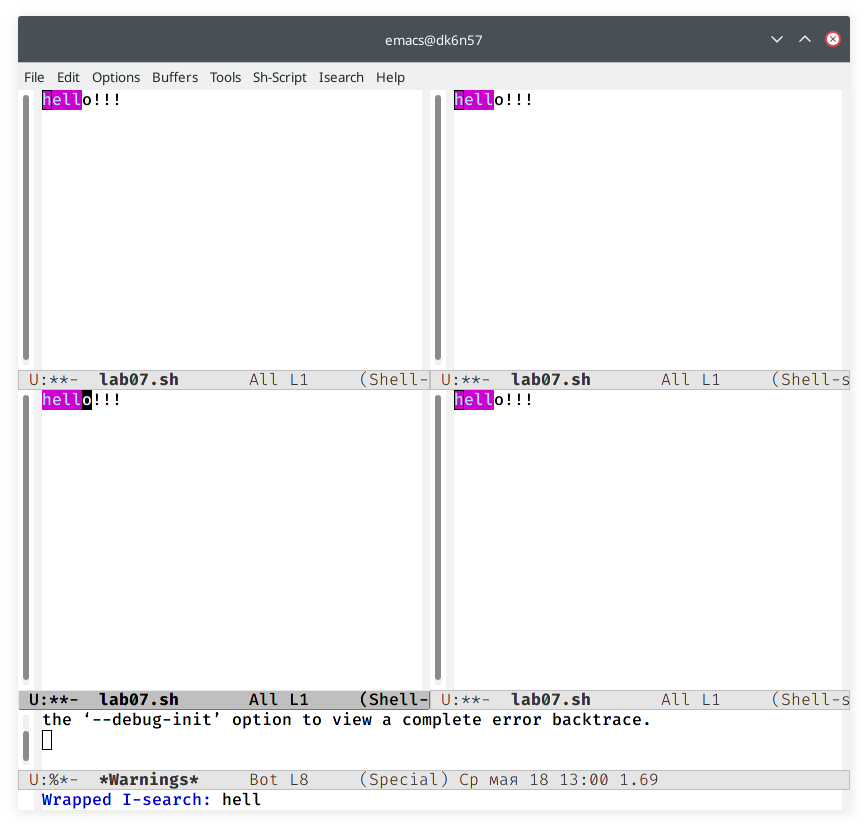 emacs@dk6n57
File Edit Options Buffers Tools Sh-Script Isearch Help
hello!!! hello!!!
U:**- lab07.sh All L1 (Shell- U:**- lab07.sh All L1 (Shell-s
hello!!! hello!!!
U:**- lab07.sh All L1 (Shell- U:**- lab07.sh All L1 (Shell-s
the ‘--debug-init’ option to view a complete error backtrace.
U:%*- *Warnings* Bot L8 (Special) Ср мая 18 13:00 1.69
Wrapped I-search: hell